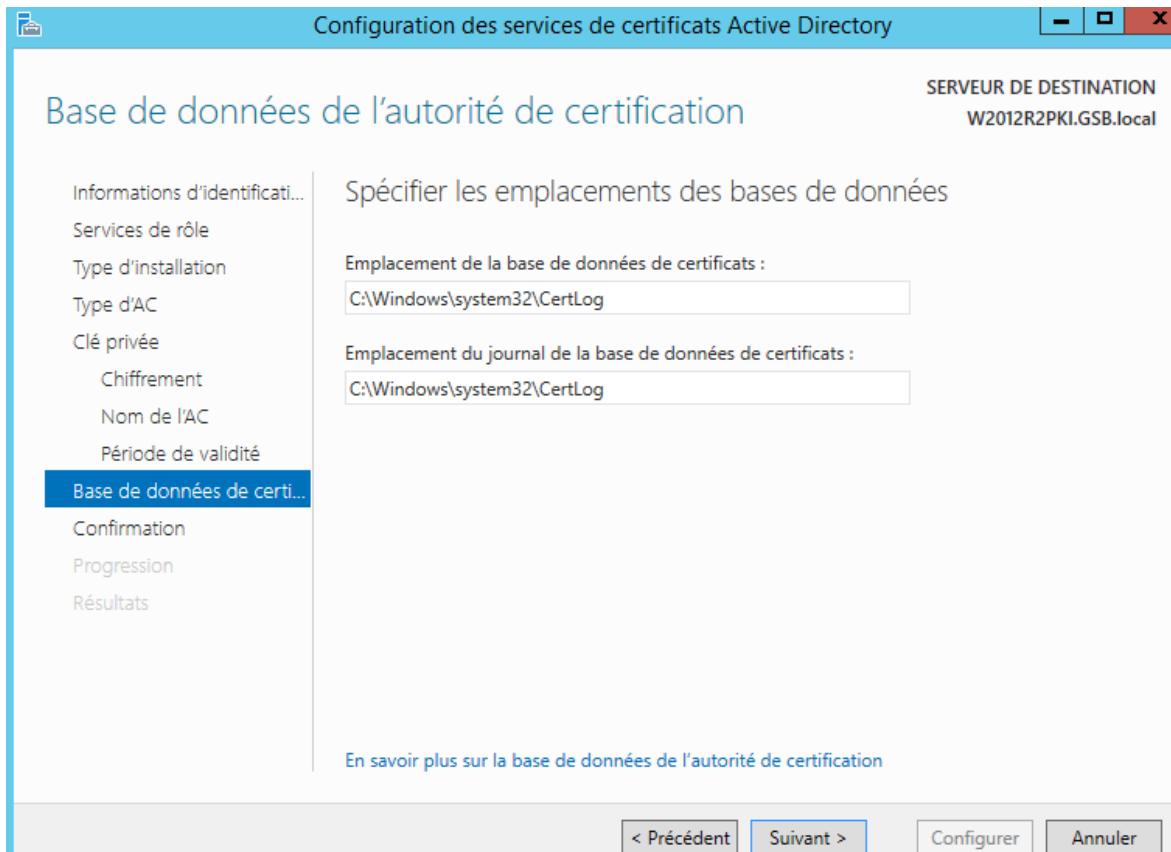 Configuration des services de certificats Active Directory
Base de données de l’autorité de certification
SERVEUR DE DESTINATION
W2012R2PKI.GSB.local
Informations d’identificati...
Services de rôle
Type d’installation
Type d’AC
Clé privée
Chiffrement
Nom de l’AC
Période de validité
Base de données de certi...
Confirmation
Progression
Résultats
Spécifier les emplacements des bases de données
Emplacement de la base de données de certificats :
C:\Windows\system32\CertLog
Emplacement du journal de la base de données de certificats :
C:\Windows\system32\CertLog
En savoir plus sur la base de données de l’autorité de certification
< Précédent
Suivant >
Configurer
Annuler